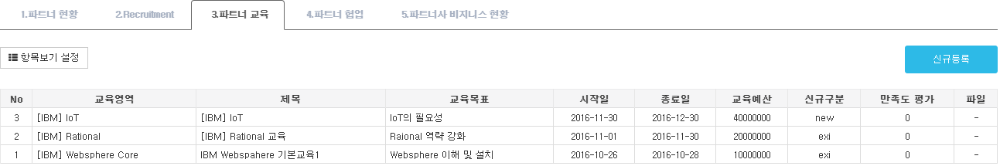 1.파트너 현황 2.Recruitment 3.파트너 교육 4.파트너 협업 5.파트너사 비지니스 현황
항목보기 설정 신규등록
No 교육영역 제목 교육목표 시작일 종료일 교육예산 신규구분 만족도 평가 파일
3 [IBM] IoT [IBM] IoT IoT의 필요성 2016-11-30 2016-12-30 40000000 new 0 -
2 [IBM] Rational [IBM] Rational 교육 Raional 역략 강화 2016-11-01 2016-11-30 20000000 exi 0 -
1 [IBM] Websphere Core IBM Webspahere 기본교육1 Websphere 이해 및 설치 2016-10-26 2016-10-28 10000000 exi 0 -